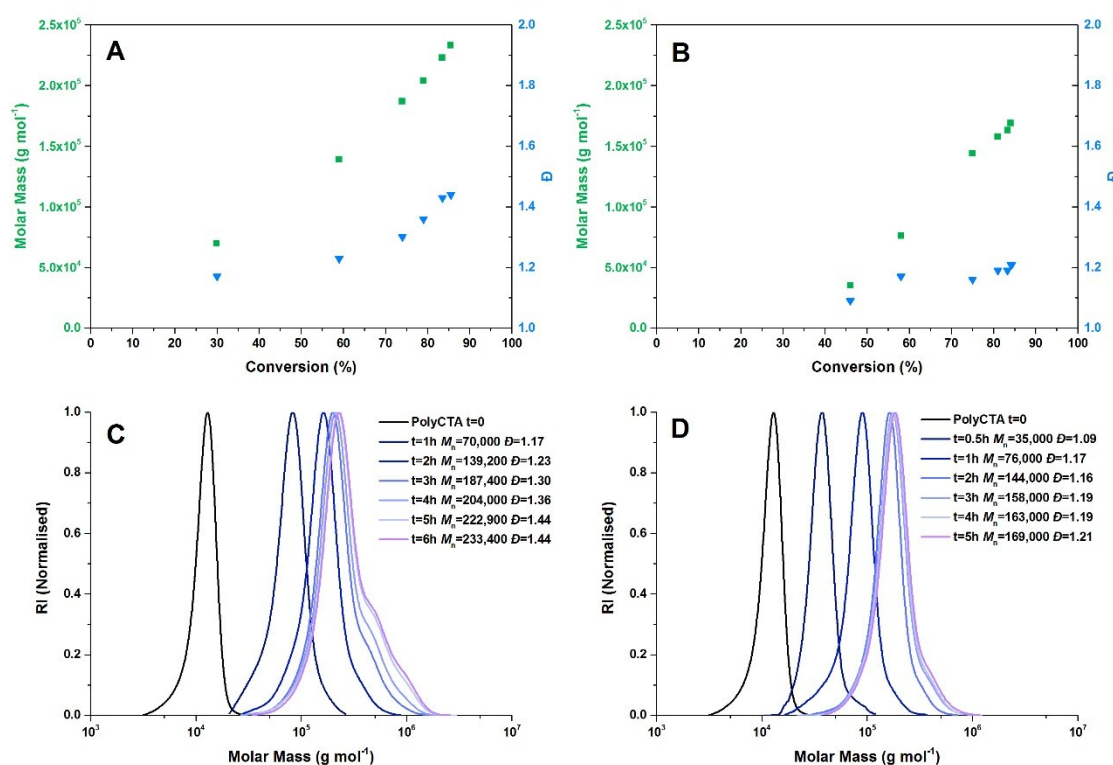 A
Molar Mass (g mol⁻¹)
2.5x10⁵
2.0x10⁵
1.5x10⁵
1.0x10⁵
5.0x10⁴
0.0
2.0
1.8
1.6
1.4
1.2
1.0
Đ
0 10 20 30 40 50 60 70 80 90 100
Conversion (%)
B
Molar Mass (g mol⁻¹)
2.5x10⁵
2.0x10⁵
1.5x10⁵
1.0x10⁵
5.0x10⁴
0.0
2.0
1.8
1.6
1.4
1.2
1.0
Đ
0 10 20 30 40 50 60 70 80 90 100
Conversion (%)
C
RI (Normalised)
1.0
0.8
0.6
0.4
0.2
0.0
PolyCTA t=0
t=1h Mₙ=70,000 Đ=1.17
t=2h Mₙ=139,200 Đ=1.23
t=3h Mₙ=187,400 Đ=1.30
t=4h Mₙ=204,000 Đ=1.36
t=5h Mₙ=222,900 Đ=1.44
t=6h Mₙ=233,400 Đ=1.44
10³ 10⁴ 10⁵ 10⁶ 10⁷
Molar Mass (g mol⁻¹)
D
RI (Normalised)
1.0
0.8
0.6
0.4
0.2
0.0
PolyCTA t=0
t=0.5h Mₙ=35,000 Đ=1.09
t=1h Mₙ=76,000 Đ=1.17
t=2h Mₙ=144,000 Đ=1.16
t=3h Mₙ=158,000 Đ=1.19
t=4h Mₙ=163,000 Đ=1.19
t=5h Mₙ=169,000 Đ=1.21
10³ 10⁴ 10⁵ 10⁶ 10⁷
Molar Mass (g mol⁻¹)